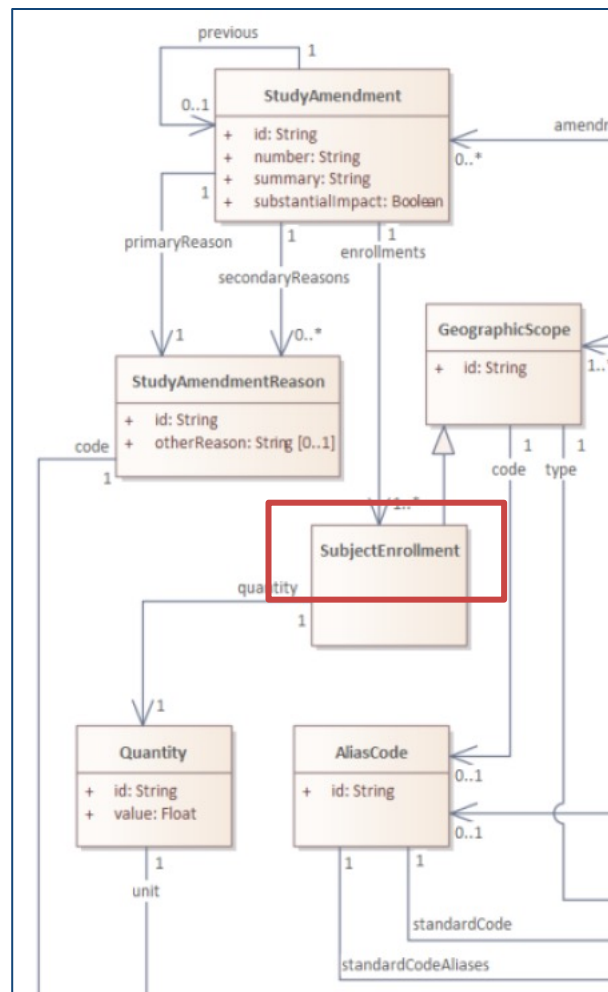 previous
1
0..1
StudyAmendment
+ id: String
+ number: String
+ summary: String
+ substantialImpact: Boolean
0..*
1
1
1
primaryReason
secondaryReasons
enrollments
1
0..*
GeographicScope
+ id: String
StudyAmendmentReason
+ id: String
+ otherReason: String [0..1]
code
1
1
code
1
type
1..*
SubjectEnrollment
quantity
1
1
Quantity
+ id: String
+ value: Float
AliasCode
+ id: String
0..1
0..1
1
unit
1
1
standardCode
standardCodeAliases